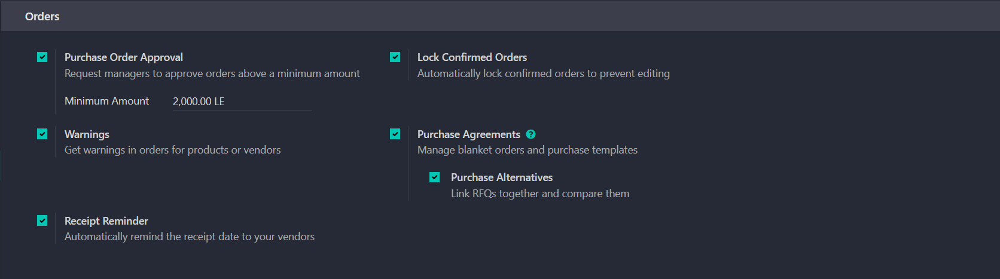 Orders
Purchase Order Approval
Request managers to approve orders above a minimum amount
Minimum Amount 2,000.00 LE
Lock Confirmed Orders
Automatically lock confirmed orders to prevent editing
Warnings
Get warnings in orders for products or vendors
Purchase Agreements ?
Manage blanket orders and purchase templates
Purchase Alternatives
Link RFQs together and compare them
Receipt Reminder
Automatically remind the receipt date to your vendors